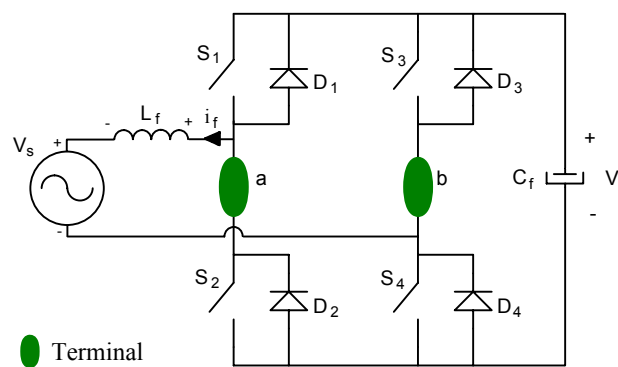 S1
D1
S3
D3
- Lf + if
Vs
+
-
a
b
Cf
+
V
-
S2
D2
S4
D4
Terminal